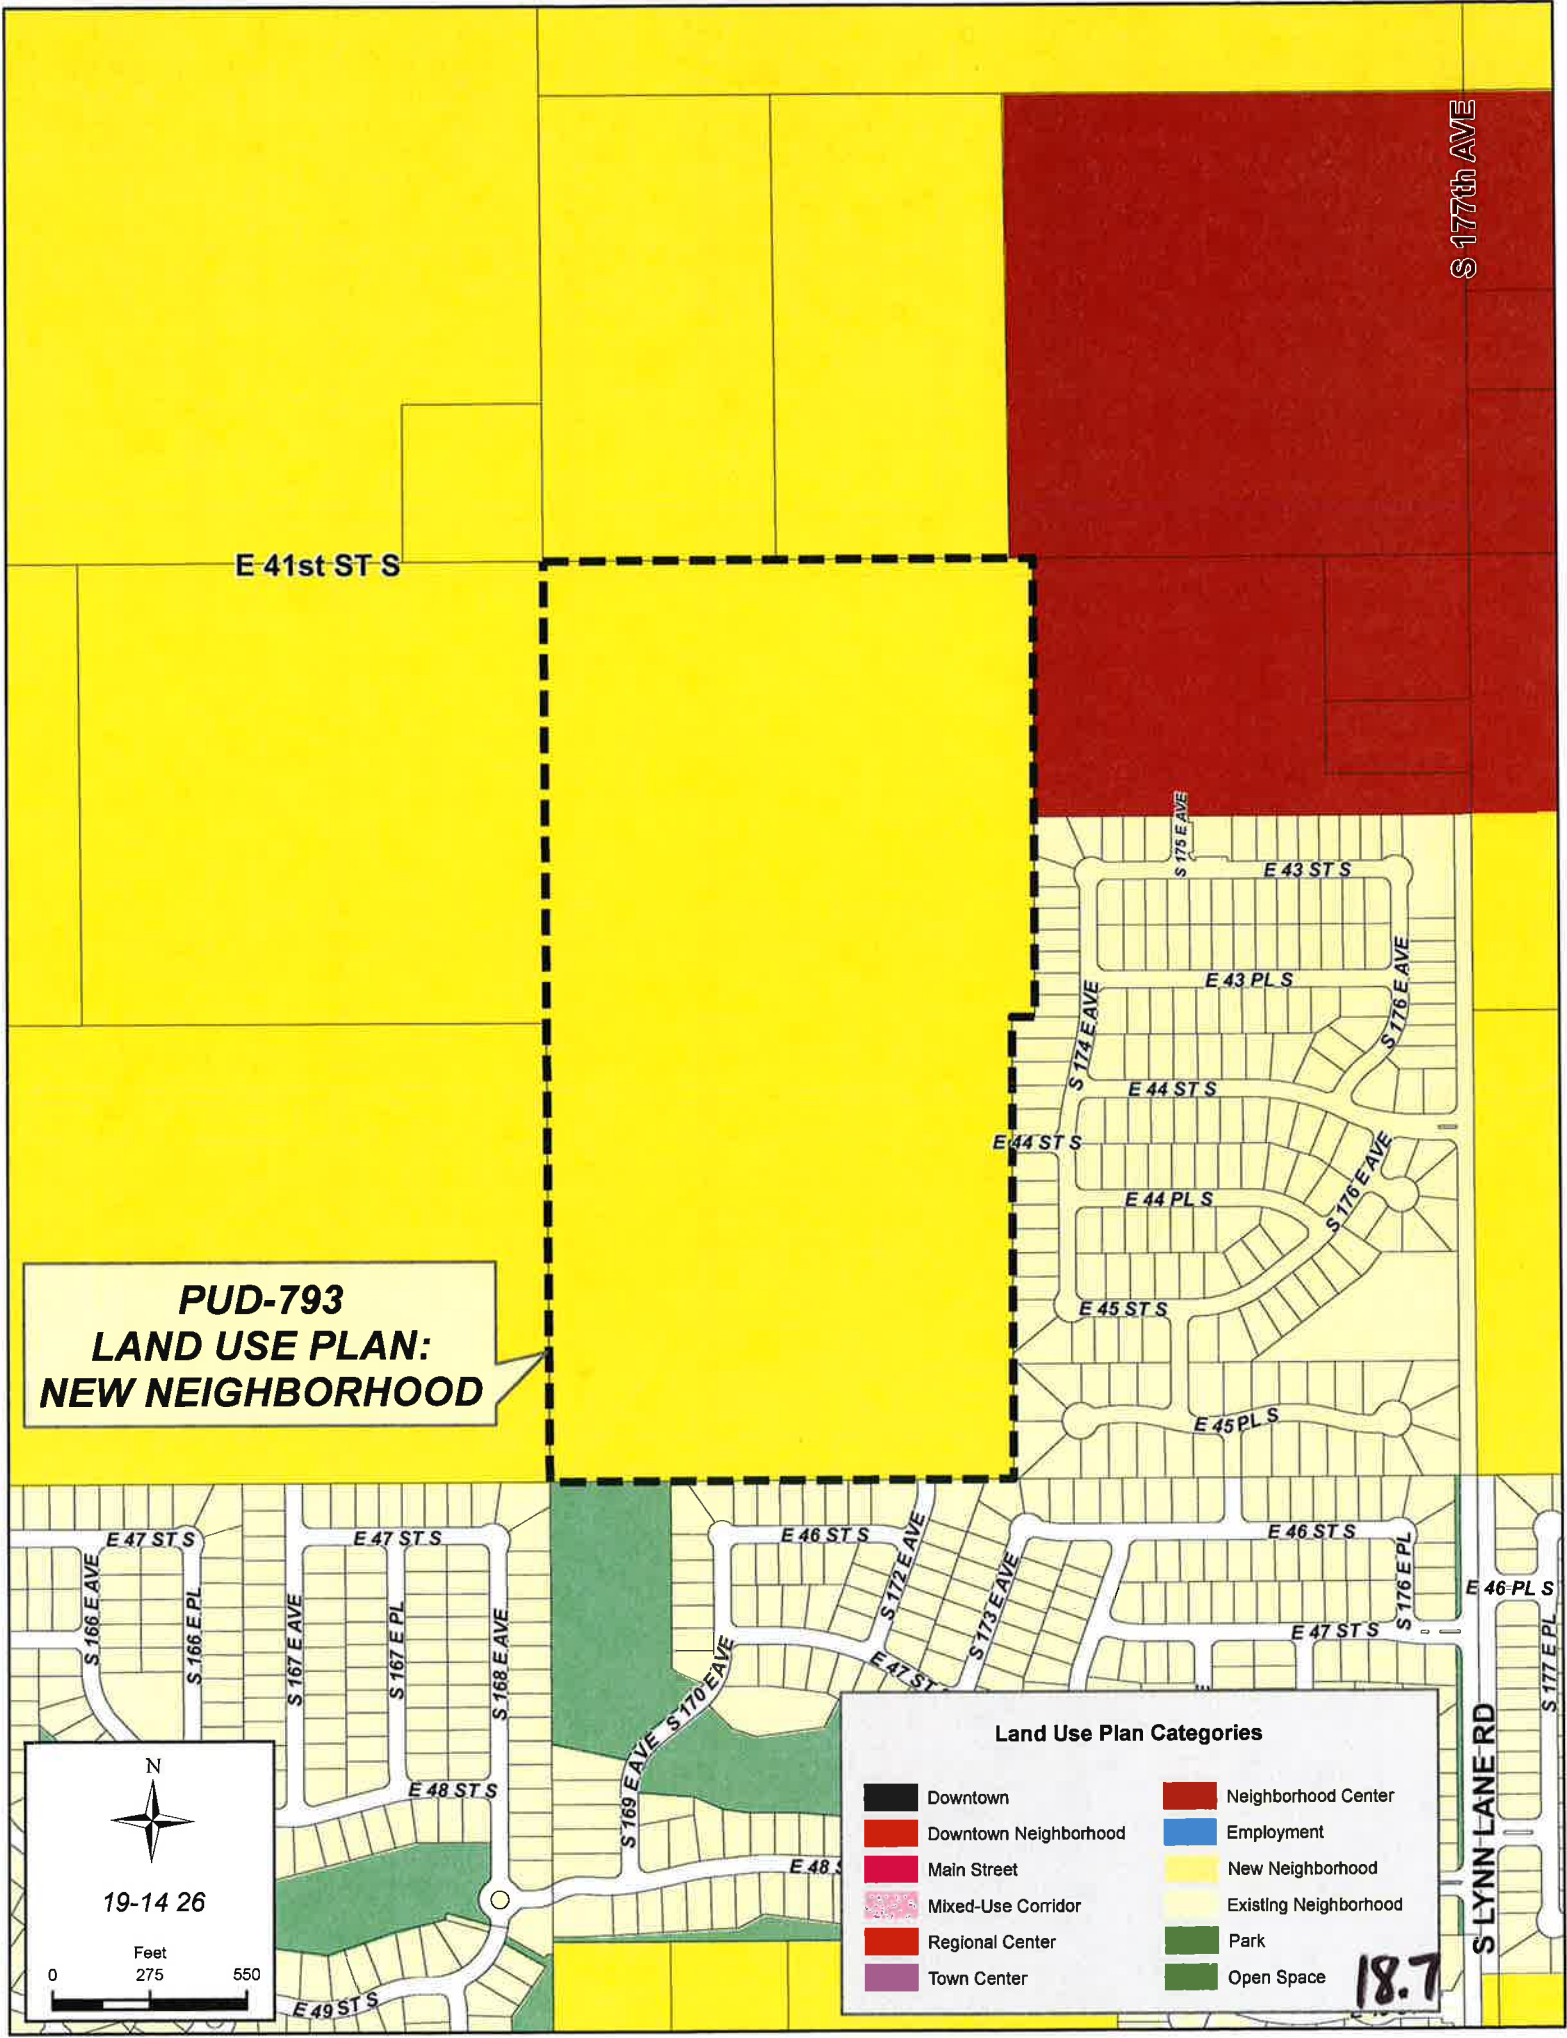 S 177th AVE
E 41st ST S
S 175 E AVE
E 43 ST S
E 43 PL S
S 176 E AVE
S 174 E AVE
E 44 ST S
E 44 ST S
S 176 E AVE
E 44 PL S
E 45 ST S
E 45 PL S
PUD-793
LAND USE PLAN:
NEW NEIGHBORHOOD
E 47 ST S
E 47 ST S
E 46 ST S
E 46 ST S
S 166 E AVE
S 166 E PL
S 167 E AVE
S 167 E PL
S 168 E AVE
S 172 E AVE
S 173 E AVE
S 176 E PL
E 46 PL S
E 47 ST S
S 177 E PL
E 47 ST
S 170 E AVE
S 169 E AVE
E 48 ST S
E 48 S
E 49 ST S
S LYNN LANE RD
N
19-14 26
Feet
0 275 550
Land Use Plan Categories
Downtown
Downtown Neighborhood
Main Street
Mixed-Use Corridor
Regional Center
Town Center
Neighborhood Center
Employment
New Neighborhood
Existing Neighborhood
Park
Open Space
18.7